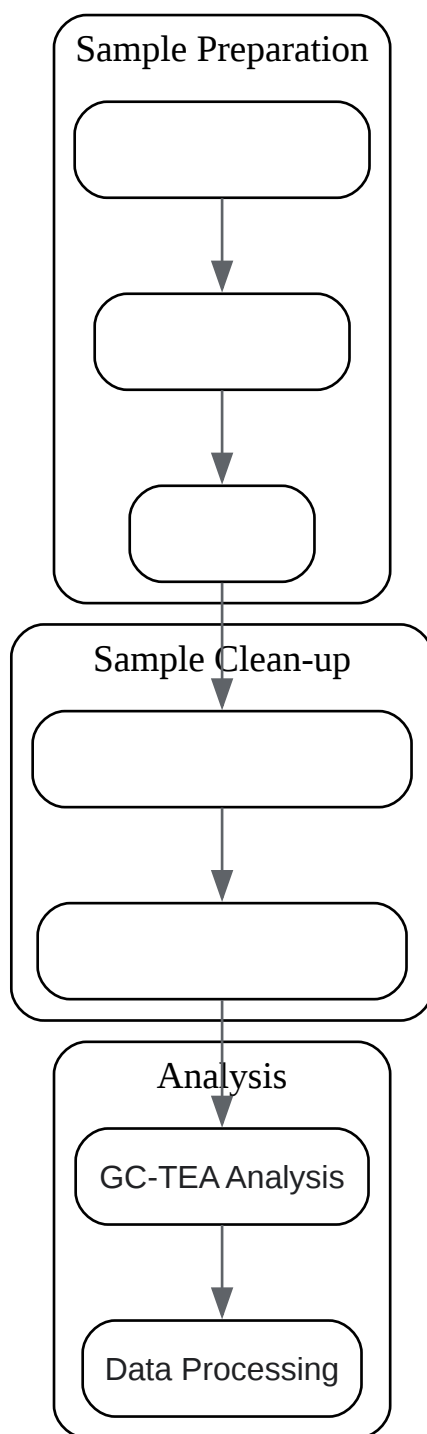 Sample Preparation
Sample Clean-up
Analysis
GC-TEA Analysis
Data Processing